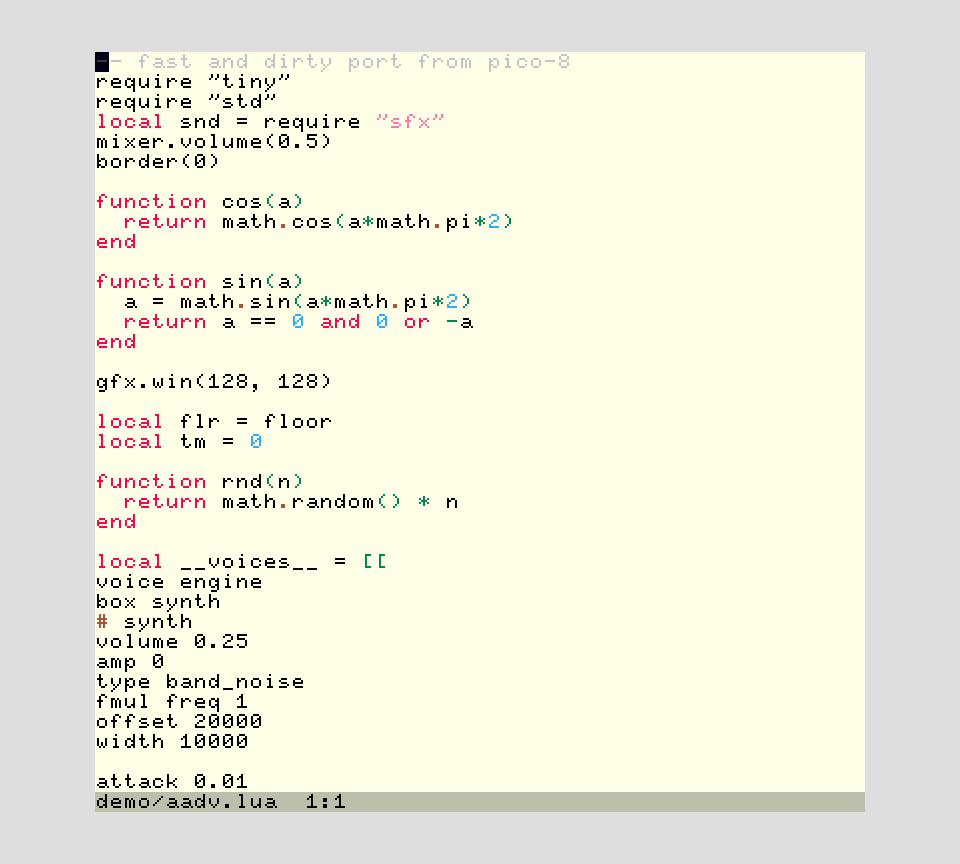 -- fast and dirty port from pico-8
require "tiny"
require "std"
local snd = require "sfx"
mixer.volume(0.5)
border(0)

function cos(a)
  return math.cos(a*math.pi*2)
end

function sin(a)
  a = math.sin(a*math.pi*2)
  return a == 0 and 0 or -a
end

gfx.win(128, 128)

local flr = floor
local tm = 0

function rnd(n)
  return math.random() * n
end

local __voices__ = [[
voice engine
box synth
# synth
volume 0.25
amp 0
type band_noise
fmul freq 1
offset 20000
width 10000

attack 0.01
demo/aadv.lua  1:1